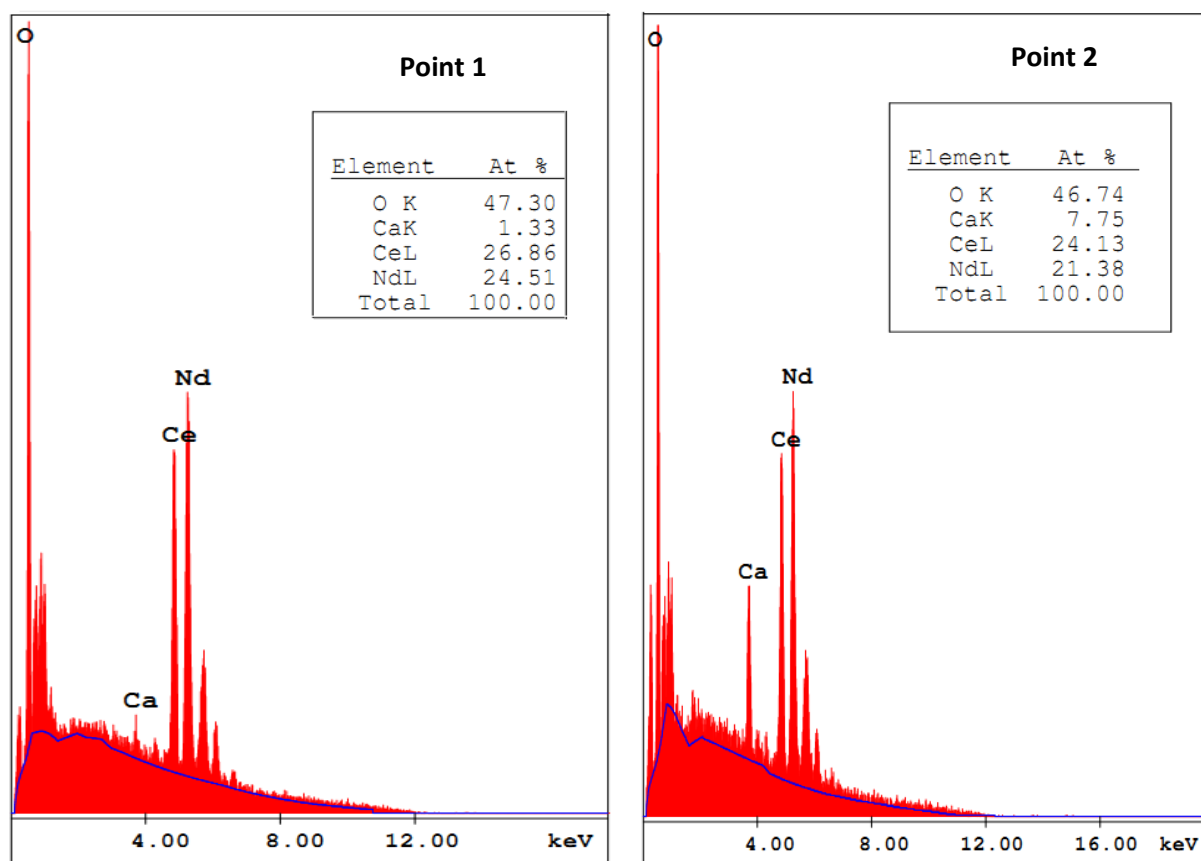 O
Point 1
Element At %
O K 47.30
CaK 1.33
CeL 26.86
NdL 24.51
Total 100.00
Nd
Ce
Ca
4.00 8.00 12.00 keV
O
Point 2
Element At %
O K 46.74
CaK 7.75
CeL 24.13
NdL 21.38
Total 100.00
Nd
Ce
Ca
4.00 8.00 12.00 16.00 keV